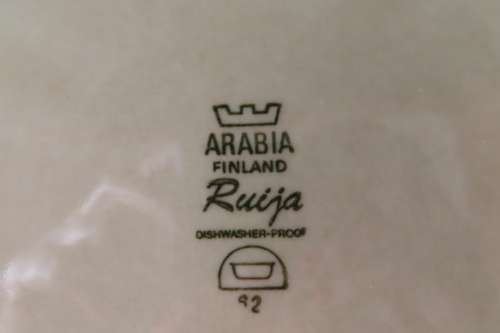 ARABIA
FINLAND
Ruija
DISHWASHER-PROOF
92